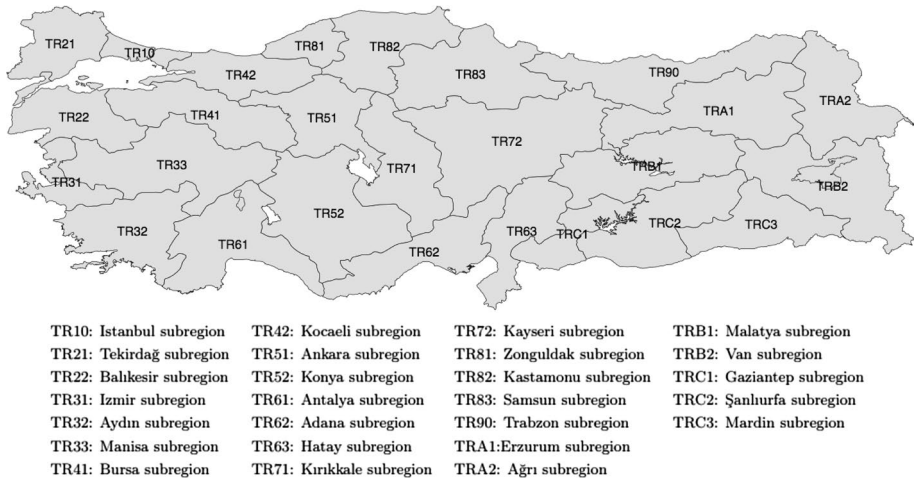 TR21
TR10
TR81
TR82
TR42
TR83
TR90
TRA1
TRA2
TR22
TR41
TR51
TR72
TR33
TR71
TRB1
TR31
TRB2
TR52
TR32
TR61
TR62
TR63
TRC1
TRC2
TRC3
TR10: Istanbul subregion TR42: Kocaeli subregion TR72: Kayseri subregion TRB1: Malatya subregion
TR21: Tekirdağ subregion TR51: Ankara subregion TR81: Zonguldak subregion TRB2: Van subregion
TR22: Balıkesir subregion TR52: Konya subregion TR82: Kastamonu subregion TRC1: Gaziantep subregion
TR31: Izmir subregion TR61: Antalya subregion TR83: Samsun subregion TRC2: Şanlıurfa subregion
TR32: Aydın subregion TR62: Adana subregion TR90: Trabzon subregion TRC3: Mardin subregion
TR33: Manisa subregion TR63: Hatay subregion TRA1:Erzurum subregion
TR41: Bursa subregion TR71: Kırıkkale subregion TRA2: Ağrı subregion